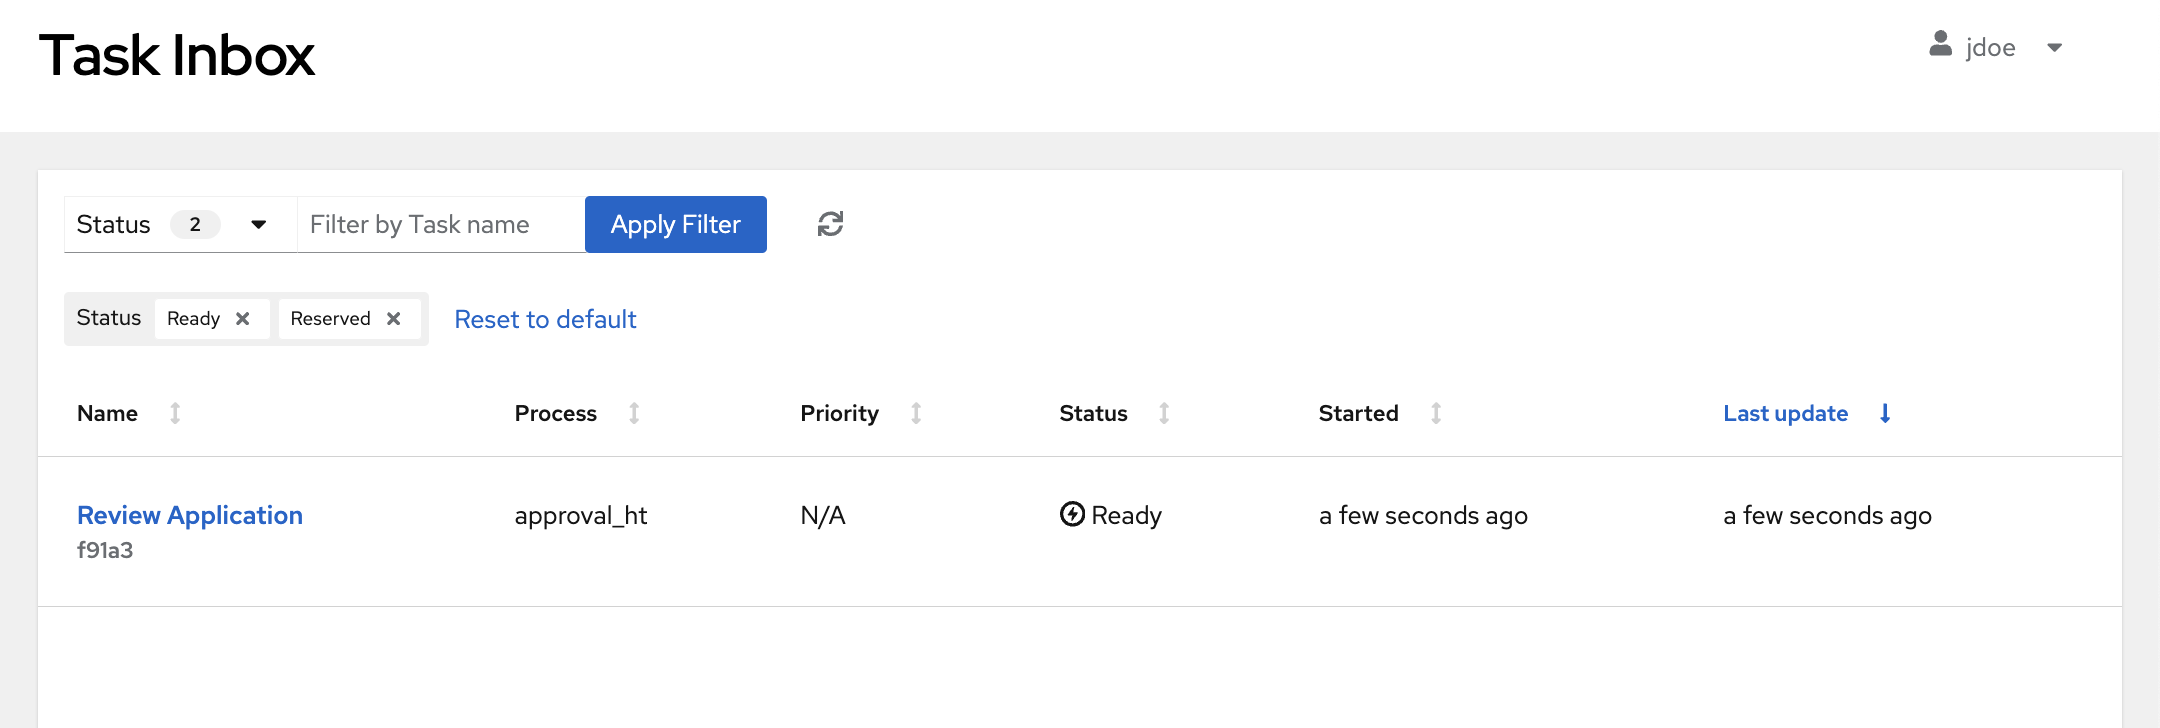 Task Inbox
jdoe
Status 2 Filter by Task name Apply Filter
Status Ready Reserved Reset to default
Name Process Priority Status Started Last update
Review Application approval_ht N/A Ready a few seconds ago a few seconds ago
f91a3